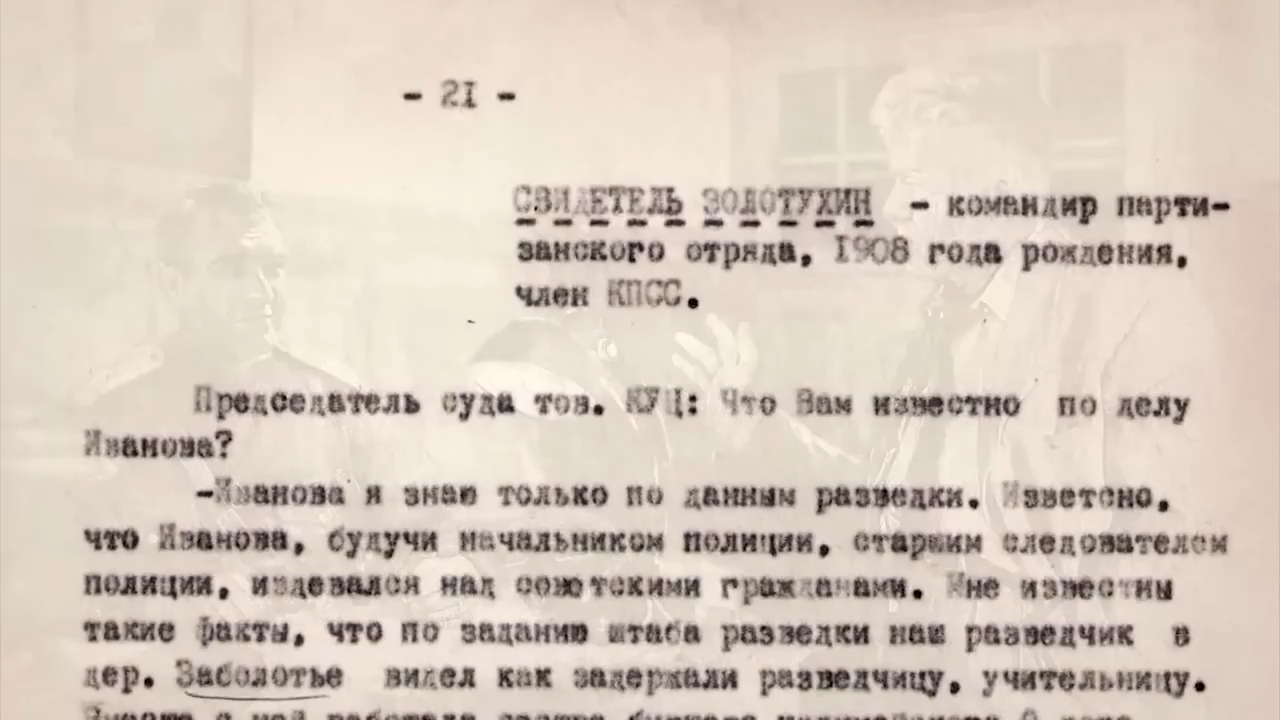 - 21 -
СВИДЕТЕЛЬ ЗОЛОТУХИН - командир парти-
занского отряда, 1908 года рождения,
член КПСС.
Председатель суда тов. КУЦ: Что Вам известно по делу
Иванова?
-Иванова я знаю только по данным разведки. Изветсно,
что Иванова, будучи начальником полиции, старшим следователем
полиции, издевался над советскими гражданами. Мне известны
такие факты, что по заданию штаба разведки наш разведчик в
дер. Заболотье видел как задержали разведчицу, учительницу.
Вместе с ней работала